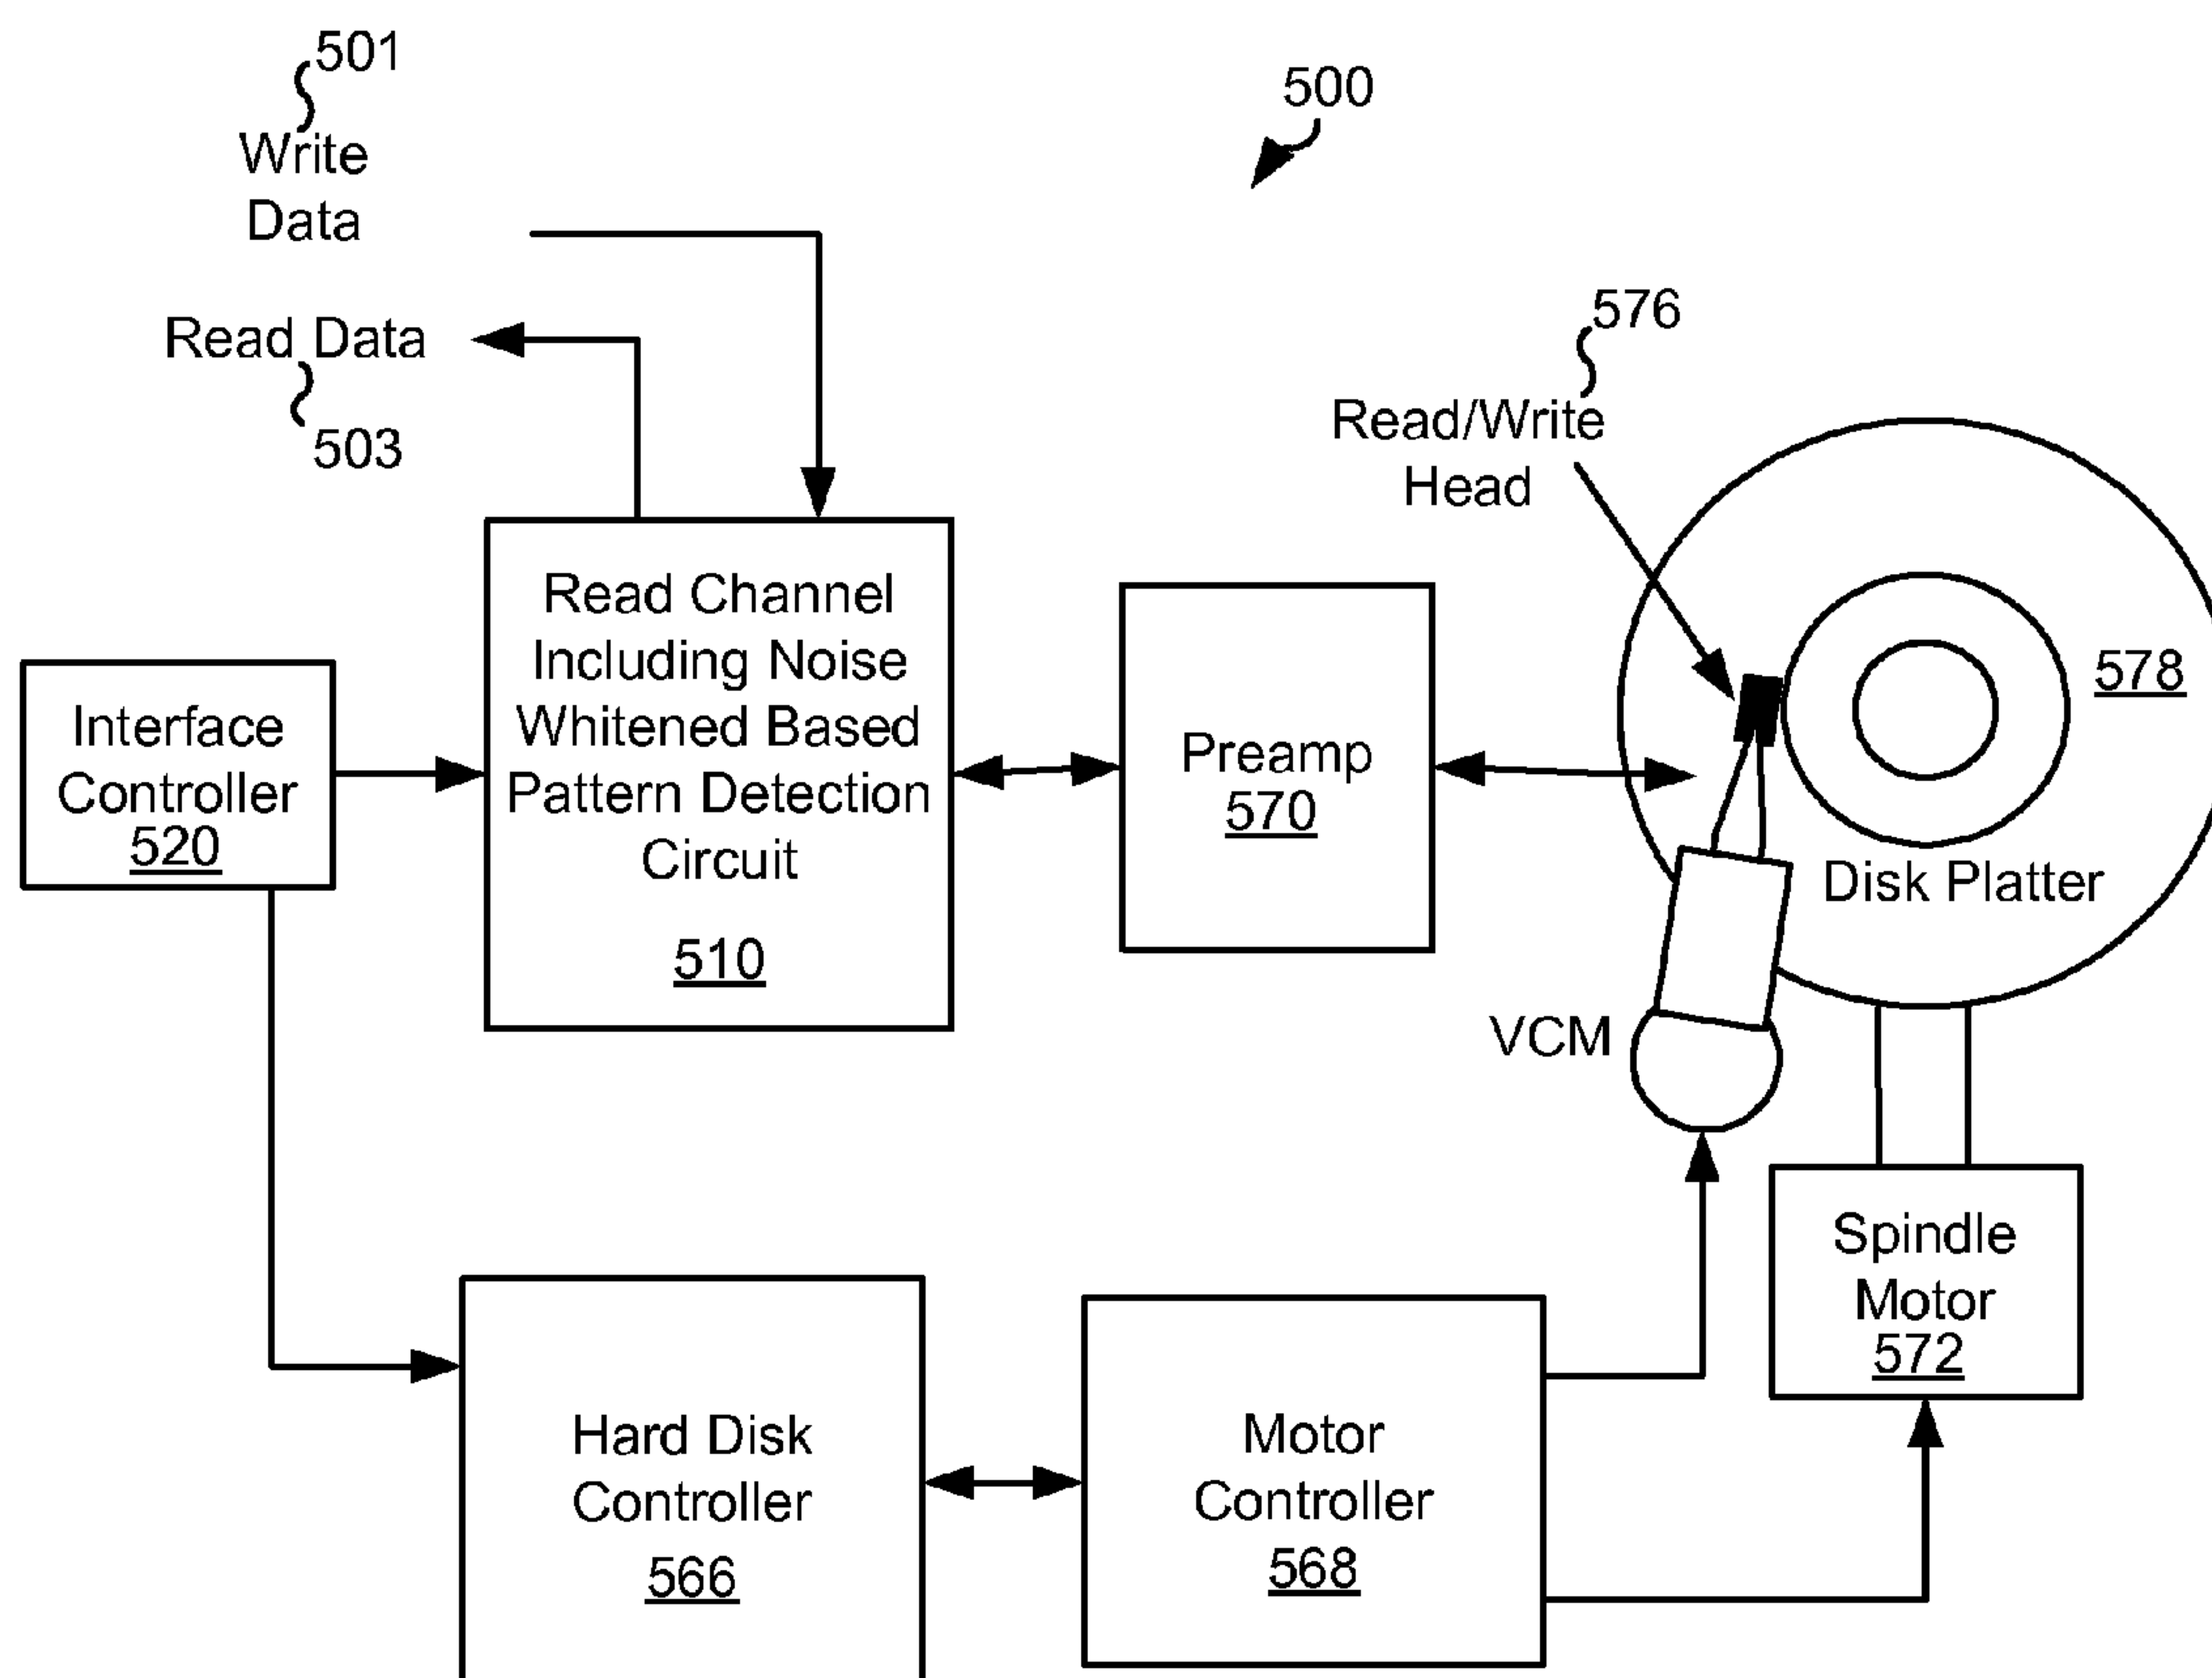 501
Write
Data
500
Read Data
503
576
Read/Write
Head
Read Channel
Including Noise
Whitened Based
Pattern Detection
Circuit
510
Interface
Controller
520
Preamp
570
578
Disk Platter
VCM
Spindle
Motor
572
Hard Disk
Controller
566
Motor
Controller
568